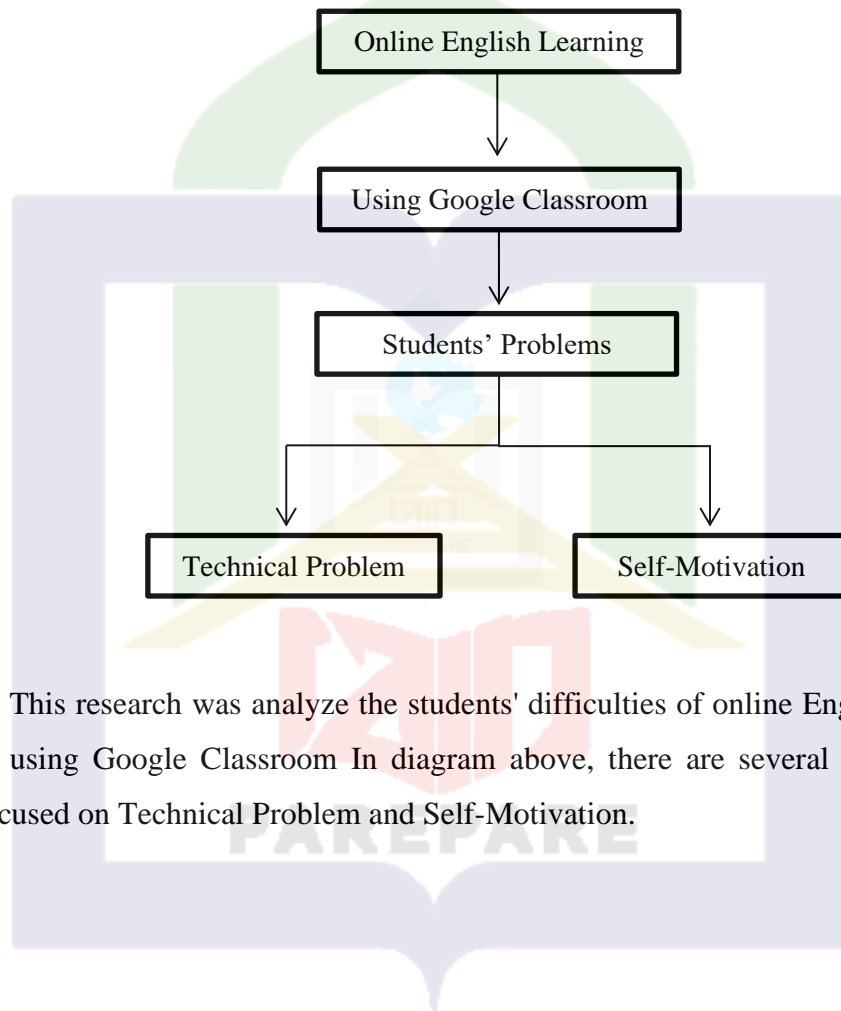 Online English Learning
Using Google Classroom
Students’ Problems
Technical Problem
Self-Motivation
This research was analyze the students' difficulties of online Eng
using Google Classroom In diagram above, there are several
cused on Technical Problem and Self-Motivation.
PAREPARE